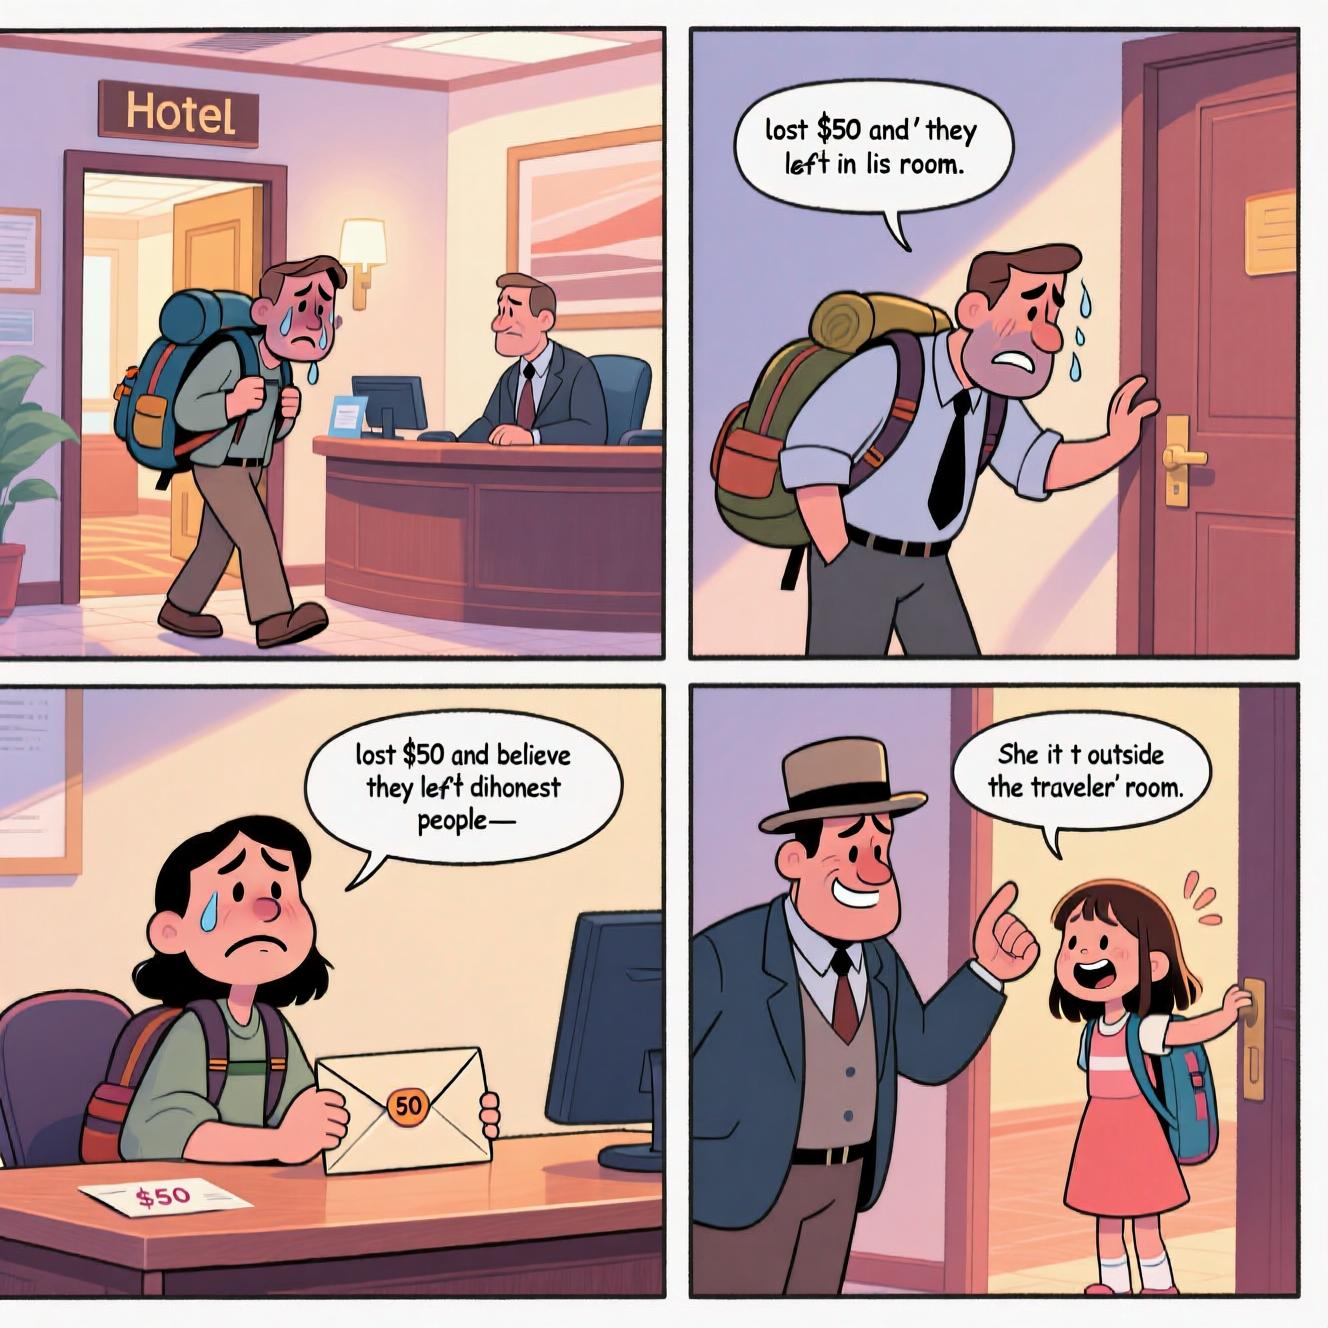 Hotel
lost $50 and' they
left in lis room.
lost $50 and believe
they left dihonest
people—
50
$50
She it t outside
the traveler' room.